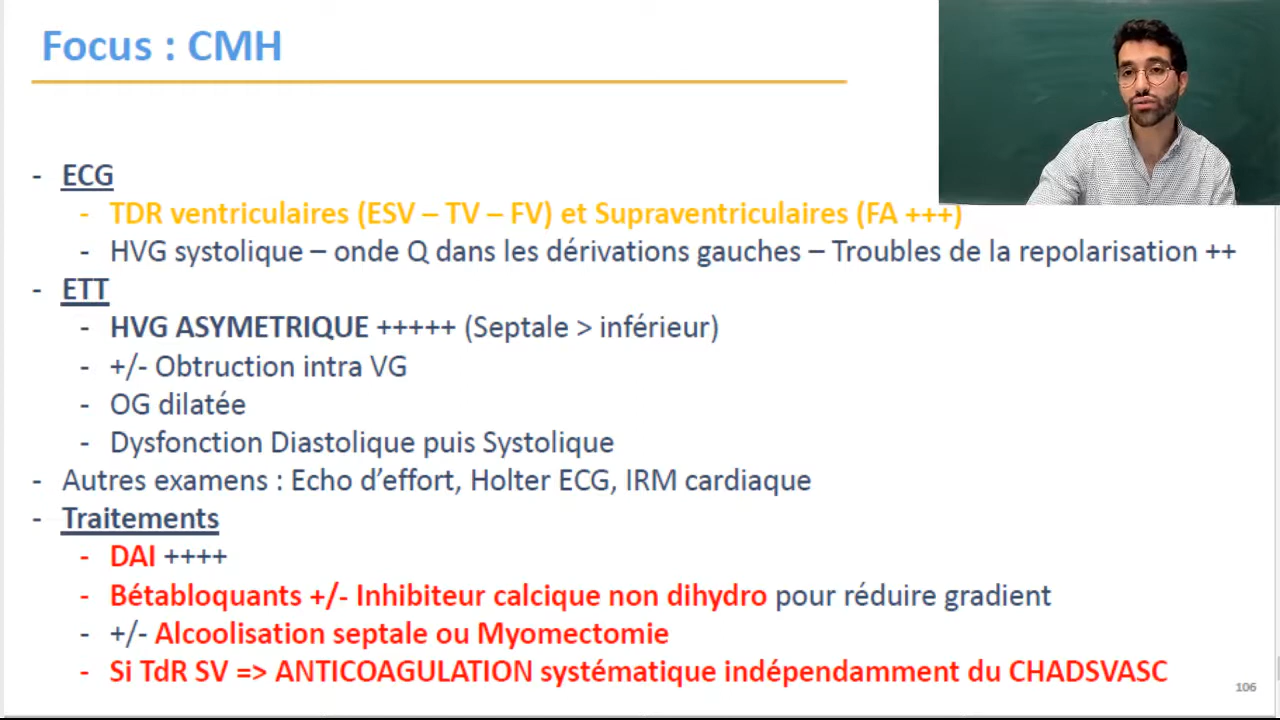 Focus : CMH
- ECG
- TDR ventriculaires (ESV – TV – FV) et Supraventriculaires (FA +++)
- HVG systolique – onde Q dans les dérivations gauches – Troubles de la repolarisation ++
- ETT
- HVG ASYMETRIQUE +++++ (Septale > inférieur)
- +/- Obtruction intra VG
- OG dilatée
- Dysfonction Diastolique puis Systolique
- Autres examens : Echo d’effort, Holter ECG, IRM cardiaque
- Traitements
- DAI ++++
- Bétabloquants +/- Inhibiteur calcique non dihydro pour réduire gradient
- +/- Alcoolisation septale ou Myomectomie
- Si TdR SV => ANTICOAGULATION systématique indépendamment du CHADSVASC
106